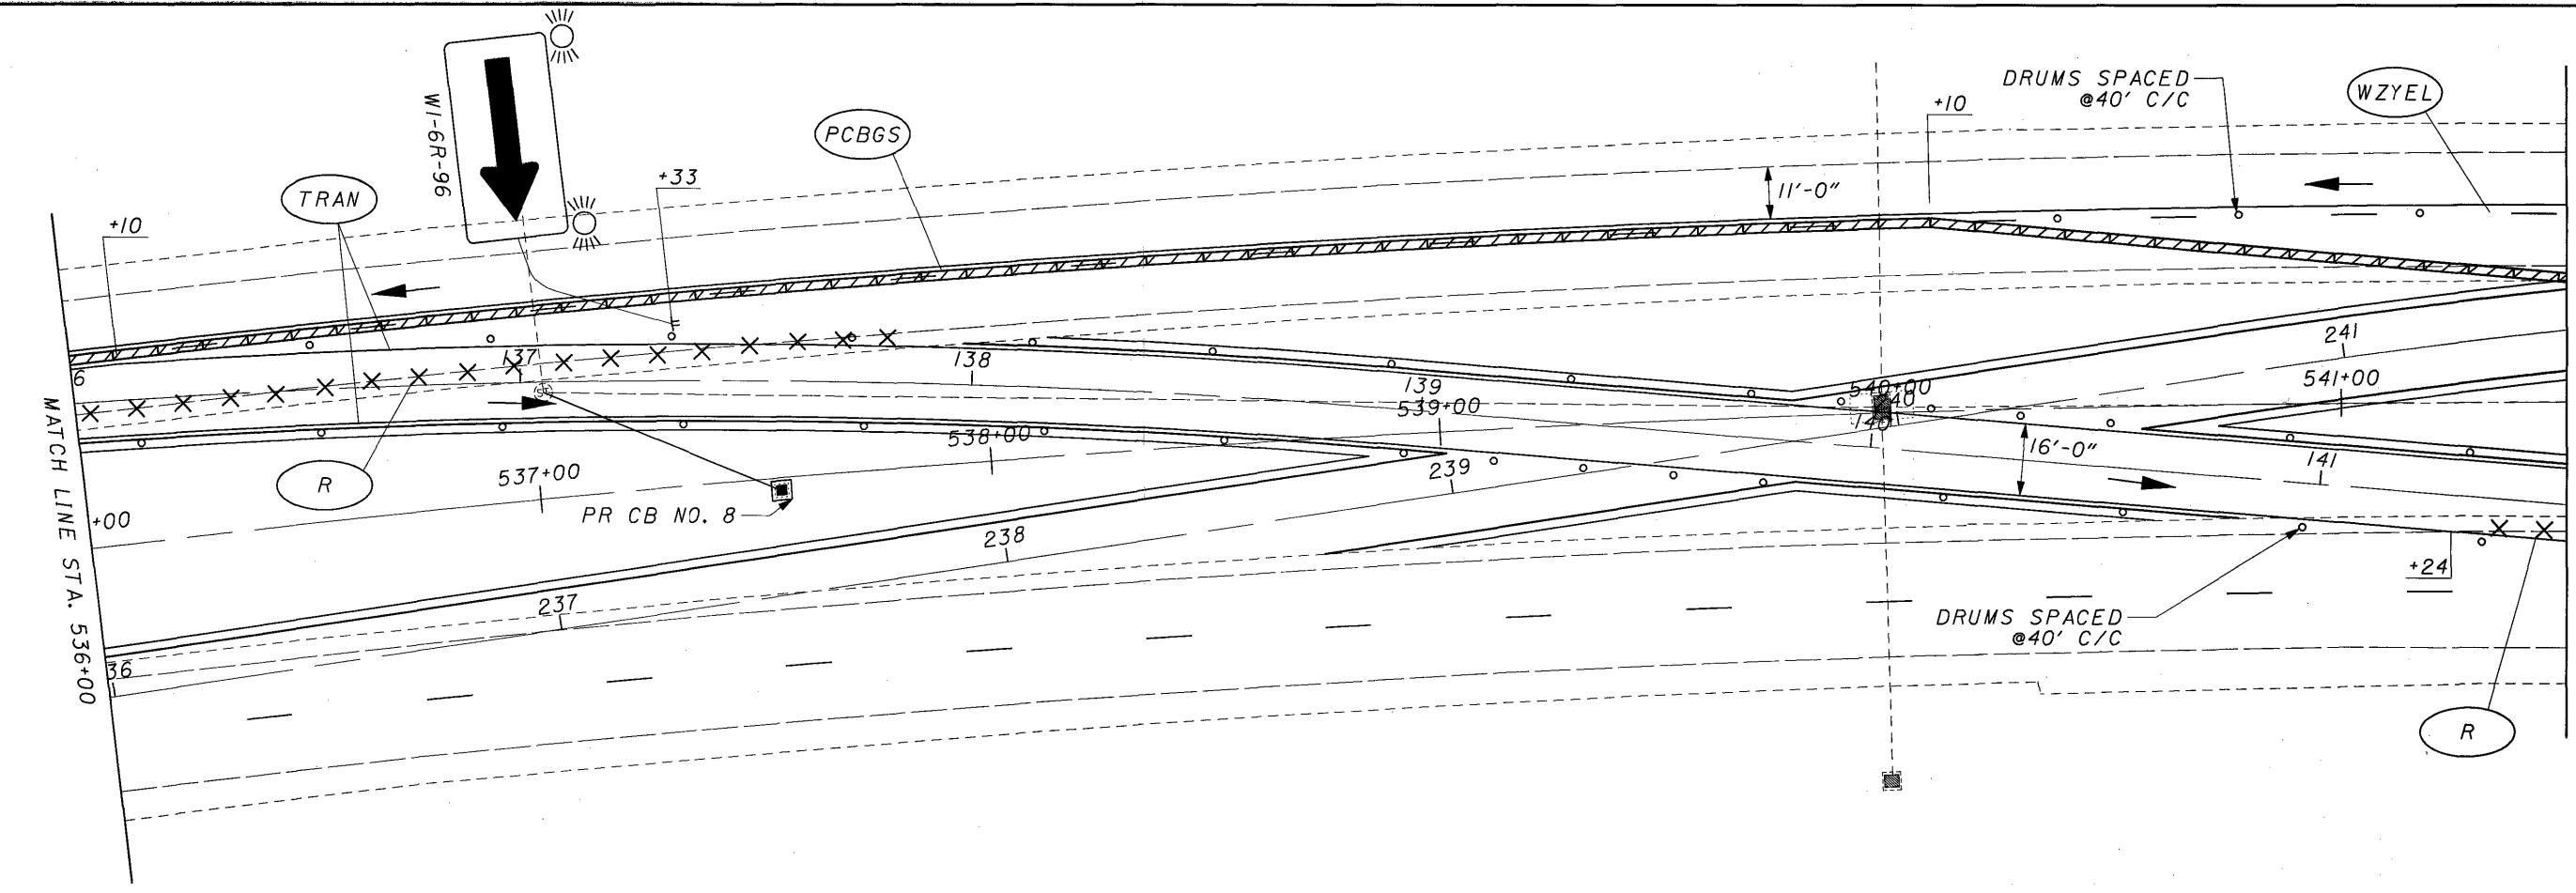 DRUMS SPACED
@40' C/C
WZYEL
+10
PCBGS
W1-6R-96
+33
11'-0"
TRAN
+10
241
137
138
139
539+00
540+00
541+00
6
140
R
538+00
16'-0"
141
537+00
239
PR CB NO. 8
+00
238
+24
237
DRUMS SPACED
@40' C/C
36
MATCH LINE STA. 536+00
R